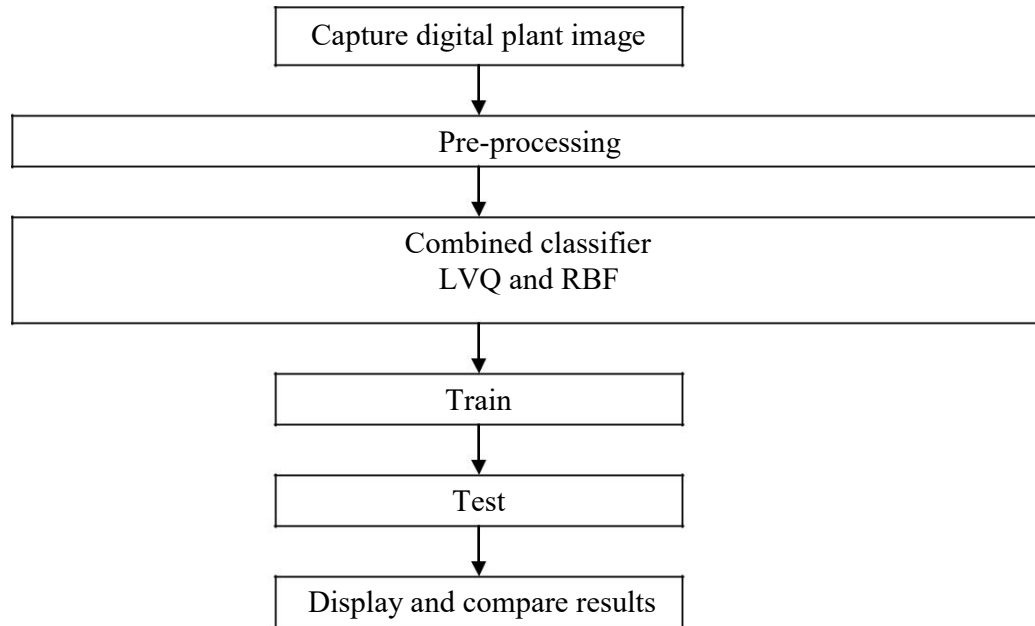 Capture digital plant image
Pre-processing
Combined classifier
LVQ and RBF
Train
Test
Display and compare results